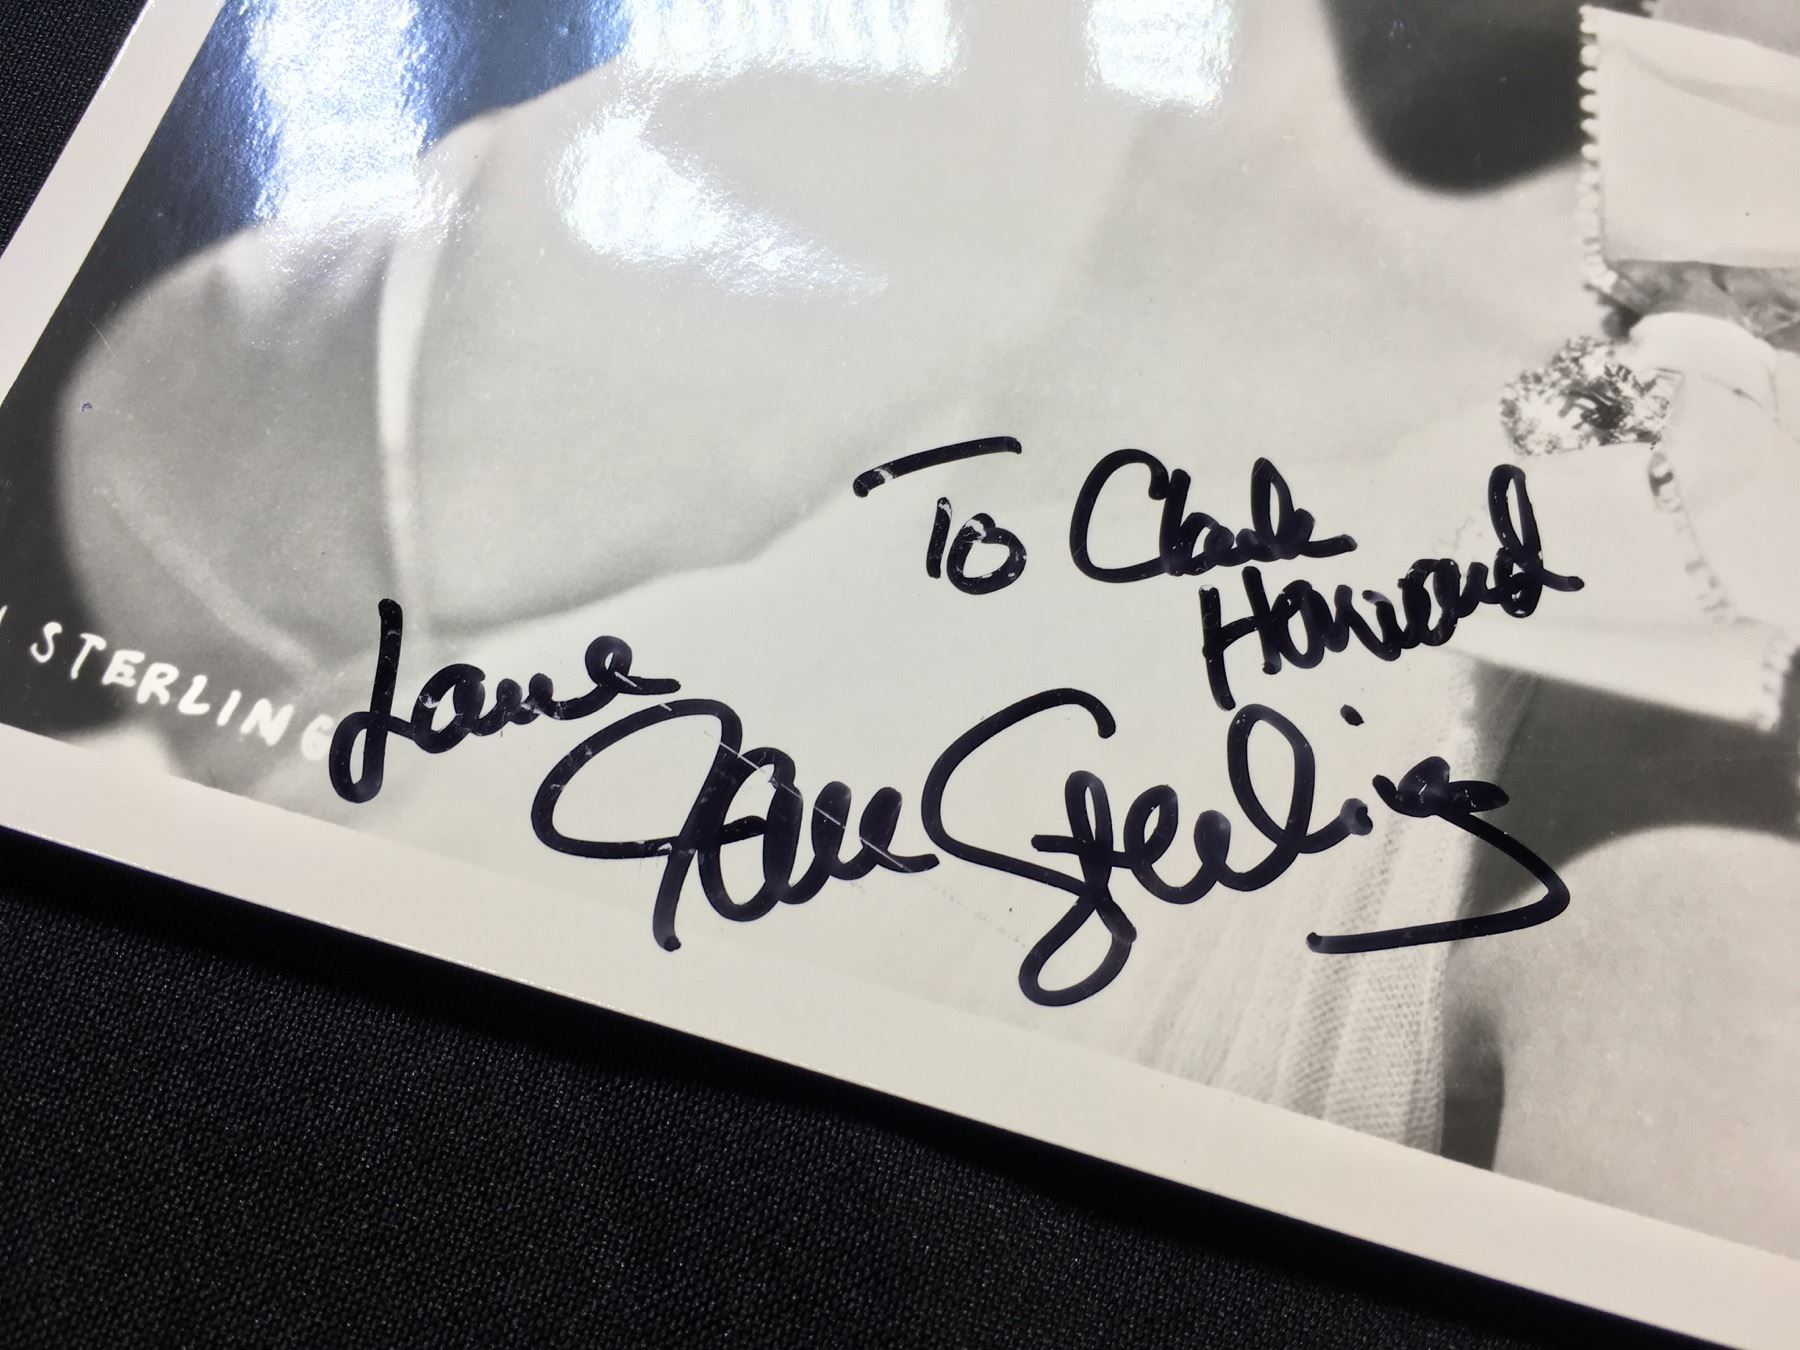 To Clark
Howard
Love
Jan Sterling
STERLING